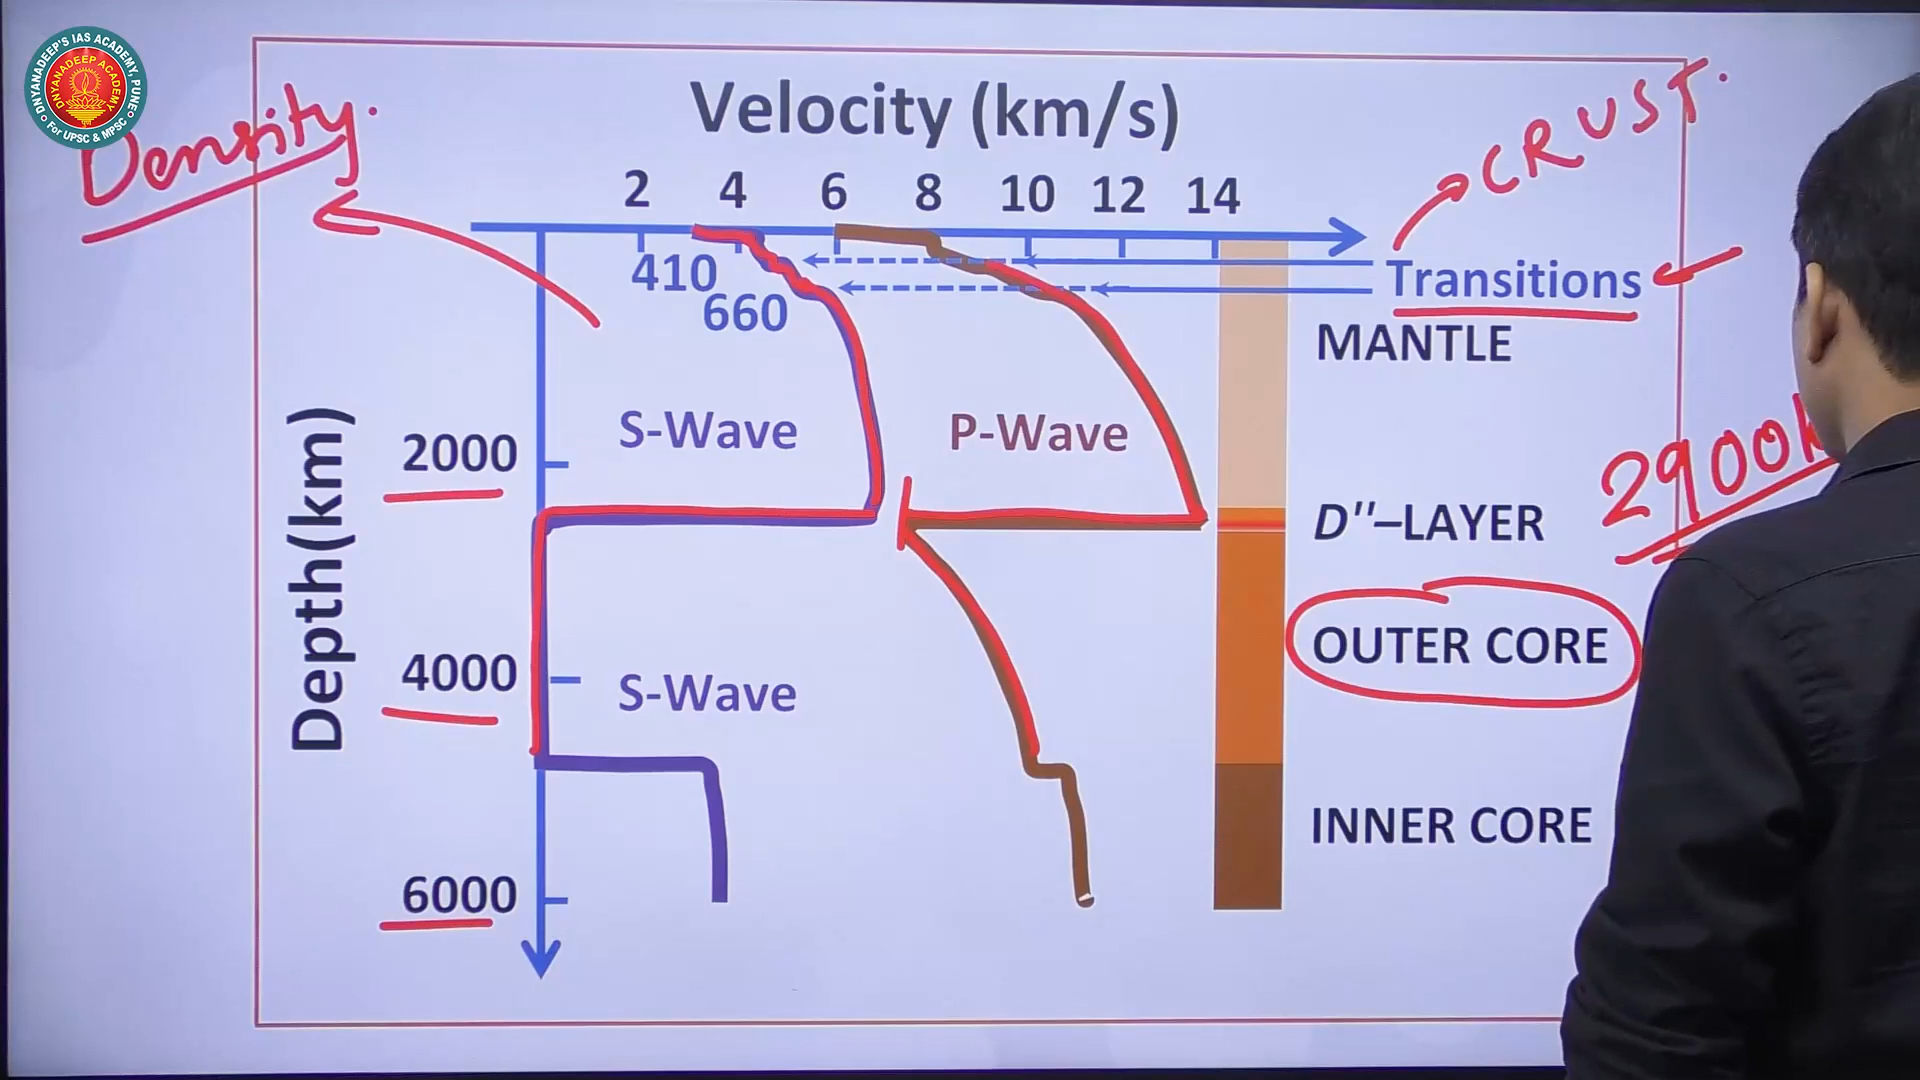 DNYANADEEP'S IAS ACADEMY, PUNE
DNYANADEEP ACADEMY
For UPSC & MPSC
Density.
Velocity (km/s)
CRUST.
2 4 6 8 10 12 14
410
660
Transitions
MANTLE
Depth(km)
2000
S-Wave
P-Wave
2900k
D"–LAYER
OUTER CORE
4000
S-Wave
INNER CORE
6000